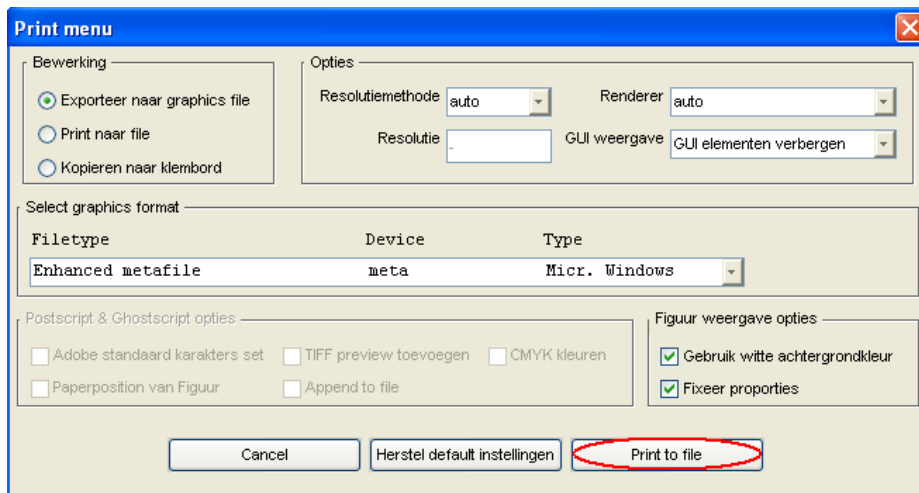 Print menu
Bewerking
Exporteer naar graphics file
Print naar file
Kopieren naar klembord
Opties
Resolutiemethode auto Renderer auto
Resolutie - GUI weergave GUI elementen verbergen
Select graphics format
Filetype Device Type
Enhanced metafile meta Micr. Windows
Postscript & Ghostscript opties
Adobe standaard karakters set TIFF preview toevoegen CMYK kleuren
Paperposition van Figuur Append to file
Figuur weergave opties
Gebruik witte achtergrondkleur
Fixeer proporties
Cancel Herstel default instellingen Print to file